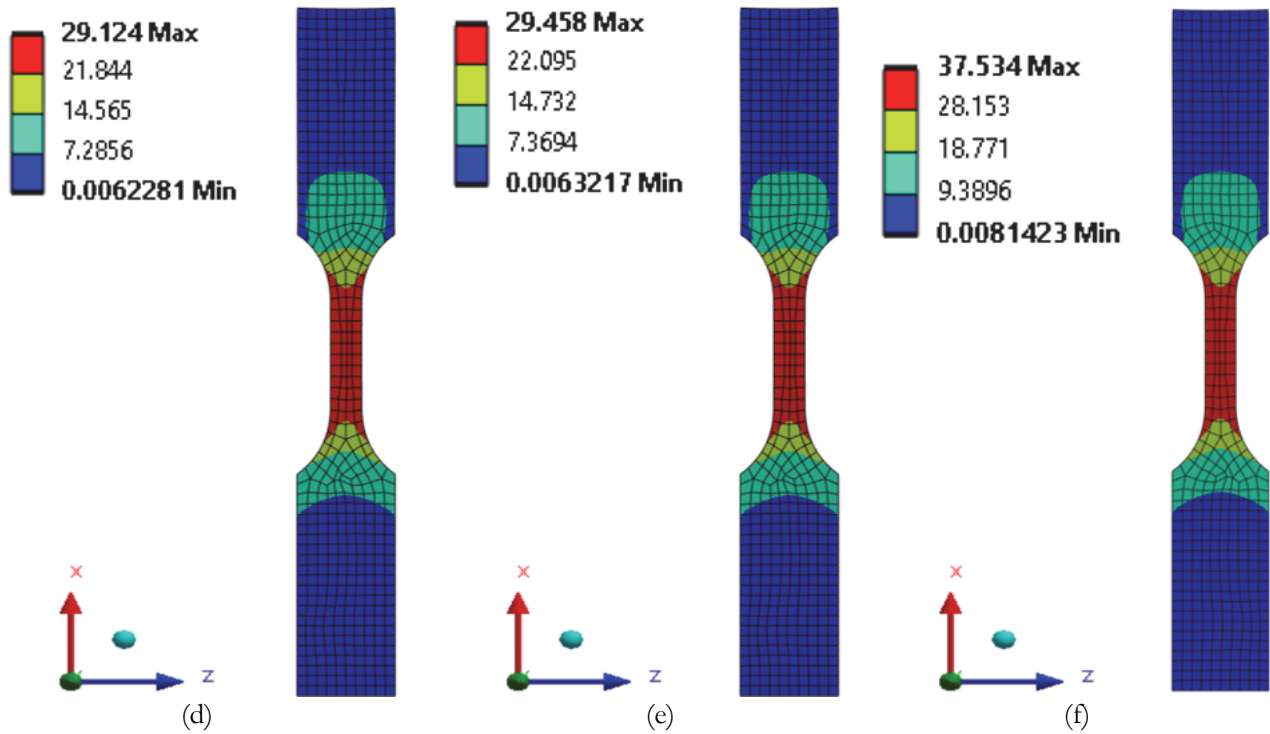 29.124 Max
21.844
14.565
7.2856
0.0062281 Min
29.458 Max
22.095
14.732
7.3694
0.0063217 Min
37.534 Max
28.153
18.771
9.3896
0.0081423 Min
X
Z
X
Z
X
Z
(d)
(e)
(f)